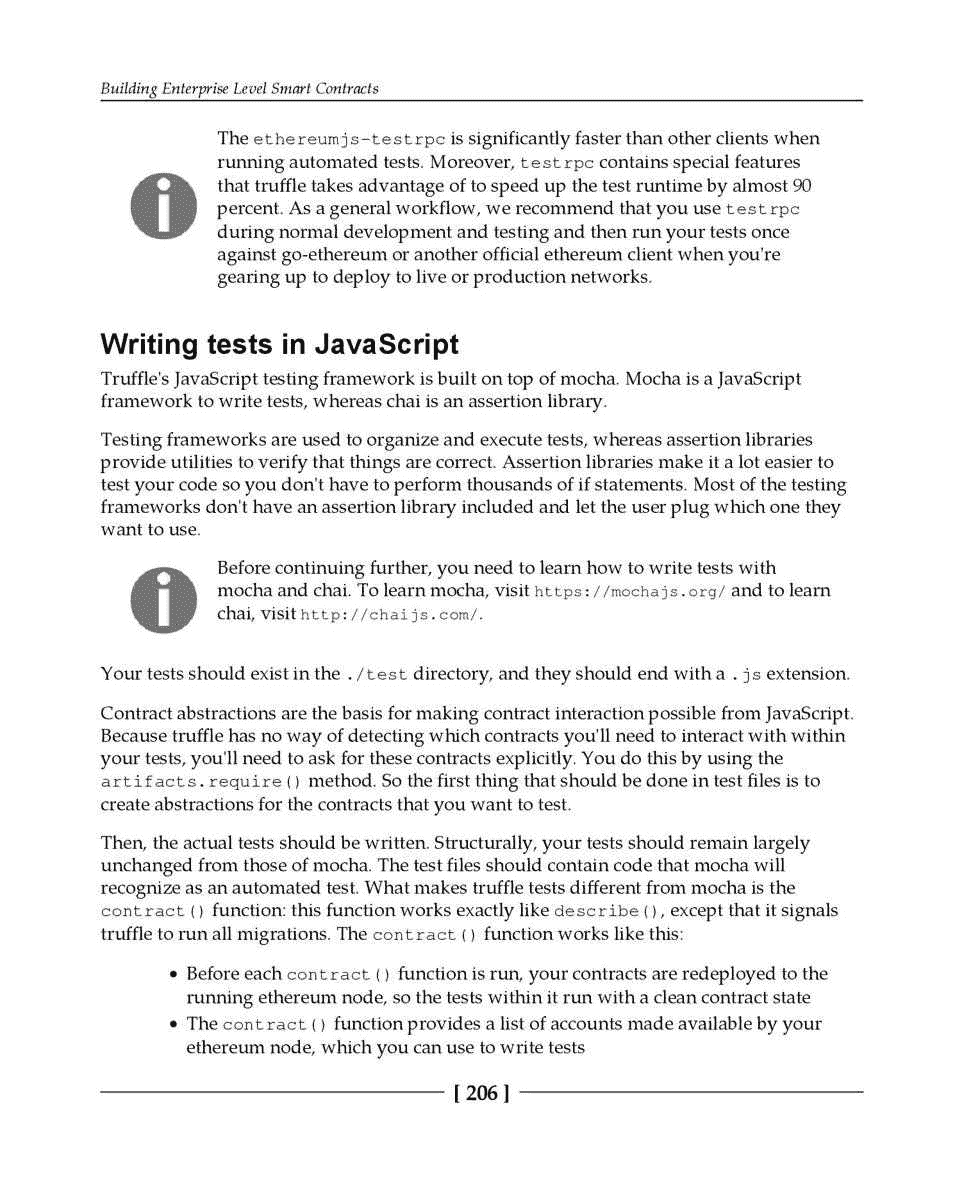 Building Enterprise Level Smart Contracts
The ethereumjs-testrpc is significantly faster than other clients when
running automated tests. Moreover, testrpc contains special features
that truffle takes advantage of to speed up the test runtime by almost 90
percent. As a general workflow, we recommend that you use testrpc
during normal development and testing and then run your tests once
against go-ethereum or another official ethereum client when you're
gearing up to deploy to live or production networks.
Writing tests in JavaScript
Truffle's JavaScript testing framework is built on top of mocha. Mocha is a JavaScript
framework to write tests, whereas chai is an assertion library.
Testing frameworks are used to organize and execute tests, whereas assertion libraries
provide utilities to verify that things are correct. Assertion libraries make it a lot easier to
test your code so you don't have to perform thousands of if statements. Most of the testing
frameworks don't have an assertion library included and let the user plug which one they
want to use.
Before continuing further, you need to learn how to write tests with
mocha and chai. To learn mocha, visit https://mochajs.org/ and to learn
chai, visit http://chaijs.com/.
Your tests should exist in the ./test directory, and they should end with a .js extension.
Contract abstractions are the basis for making contract interaction possible from JavaScript.
Because truffle has no way of detecting which contracts you'll need to interact with within
your tests, you'll need to ask for these contracts explicitly. You do this by using the
artifacts.require() method. So the first thing that should be done in test files is to
create abstractions for the contracts that you want to test.
Then, the actual tests should be written. Structurally, your tests should remain largely
unchanged from those of mocha. The test files should contain code that mocha will
recognize as an automated test. What makes truffle tests different from mocha is the
contract() function: this function works exactly like describe(), except that it signals
truffle to run all migrations. The contract() function works like this:
• Before each contract() function is run, your contracts are redeployed to the
running ethereum node, so the tests within it run with a clean contract state
• The contract() function provides a list of accounts made available by your
ethereum node, which you can use to write tests
[ 206 ]